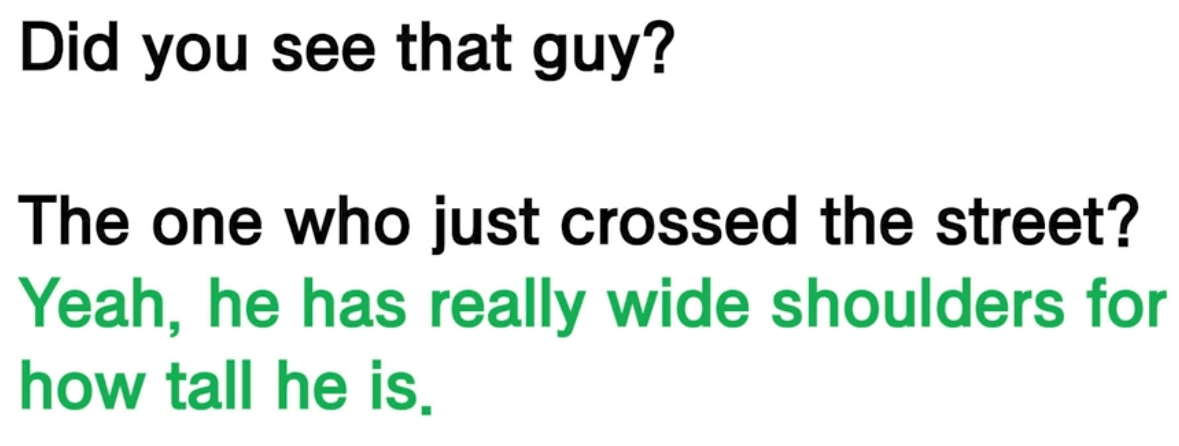 Did you see that guy?
The one who just crossed the street?
Yeah, he has really wide shoulders for
how tall he is.